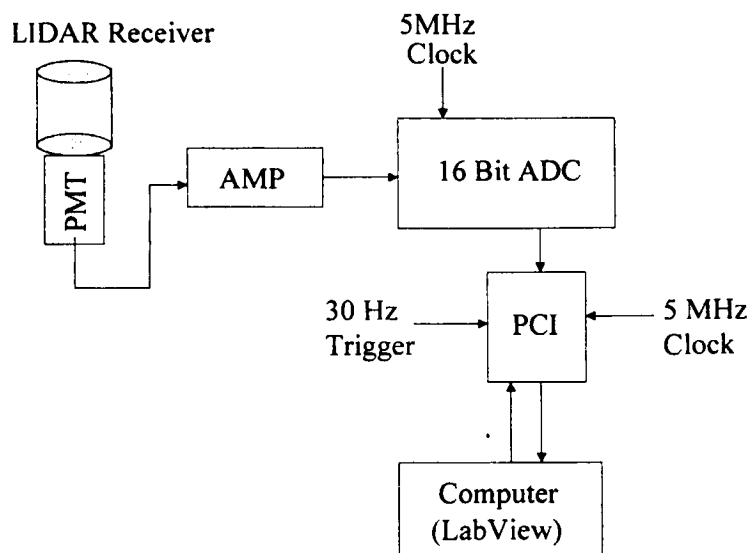 LIDAR Receiver
5MHz
Clock
PMT
AMP
16 Bit ADC
30 Hz
Trigger
PCI
5 MHz
Clock
Computer
(LabView)